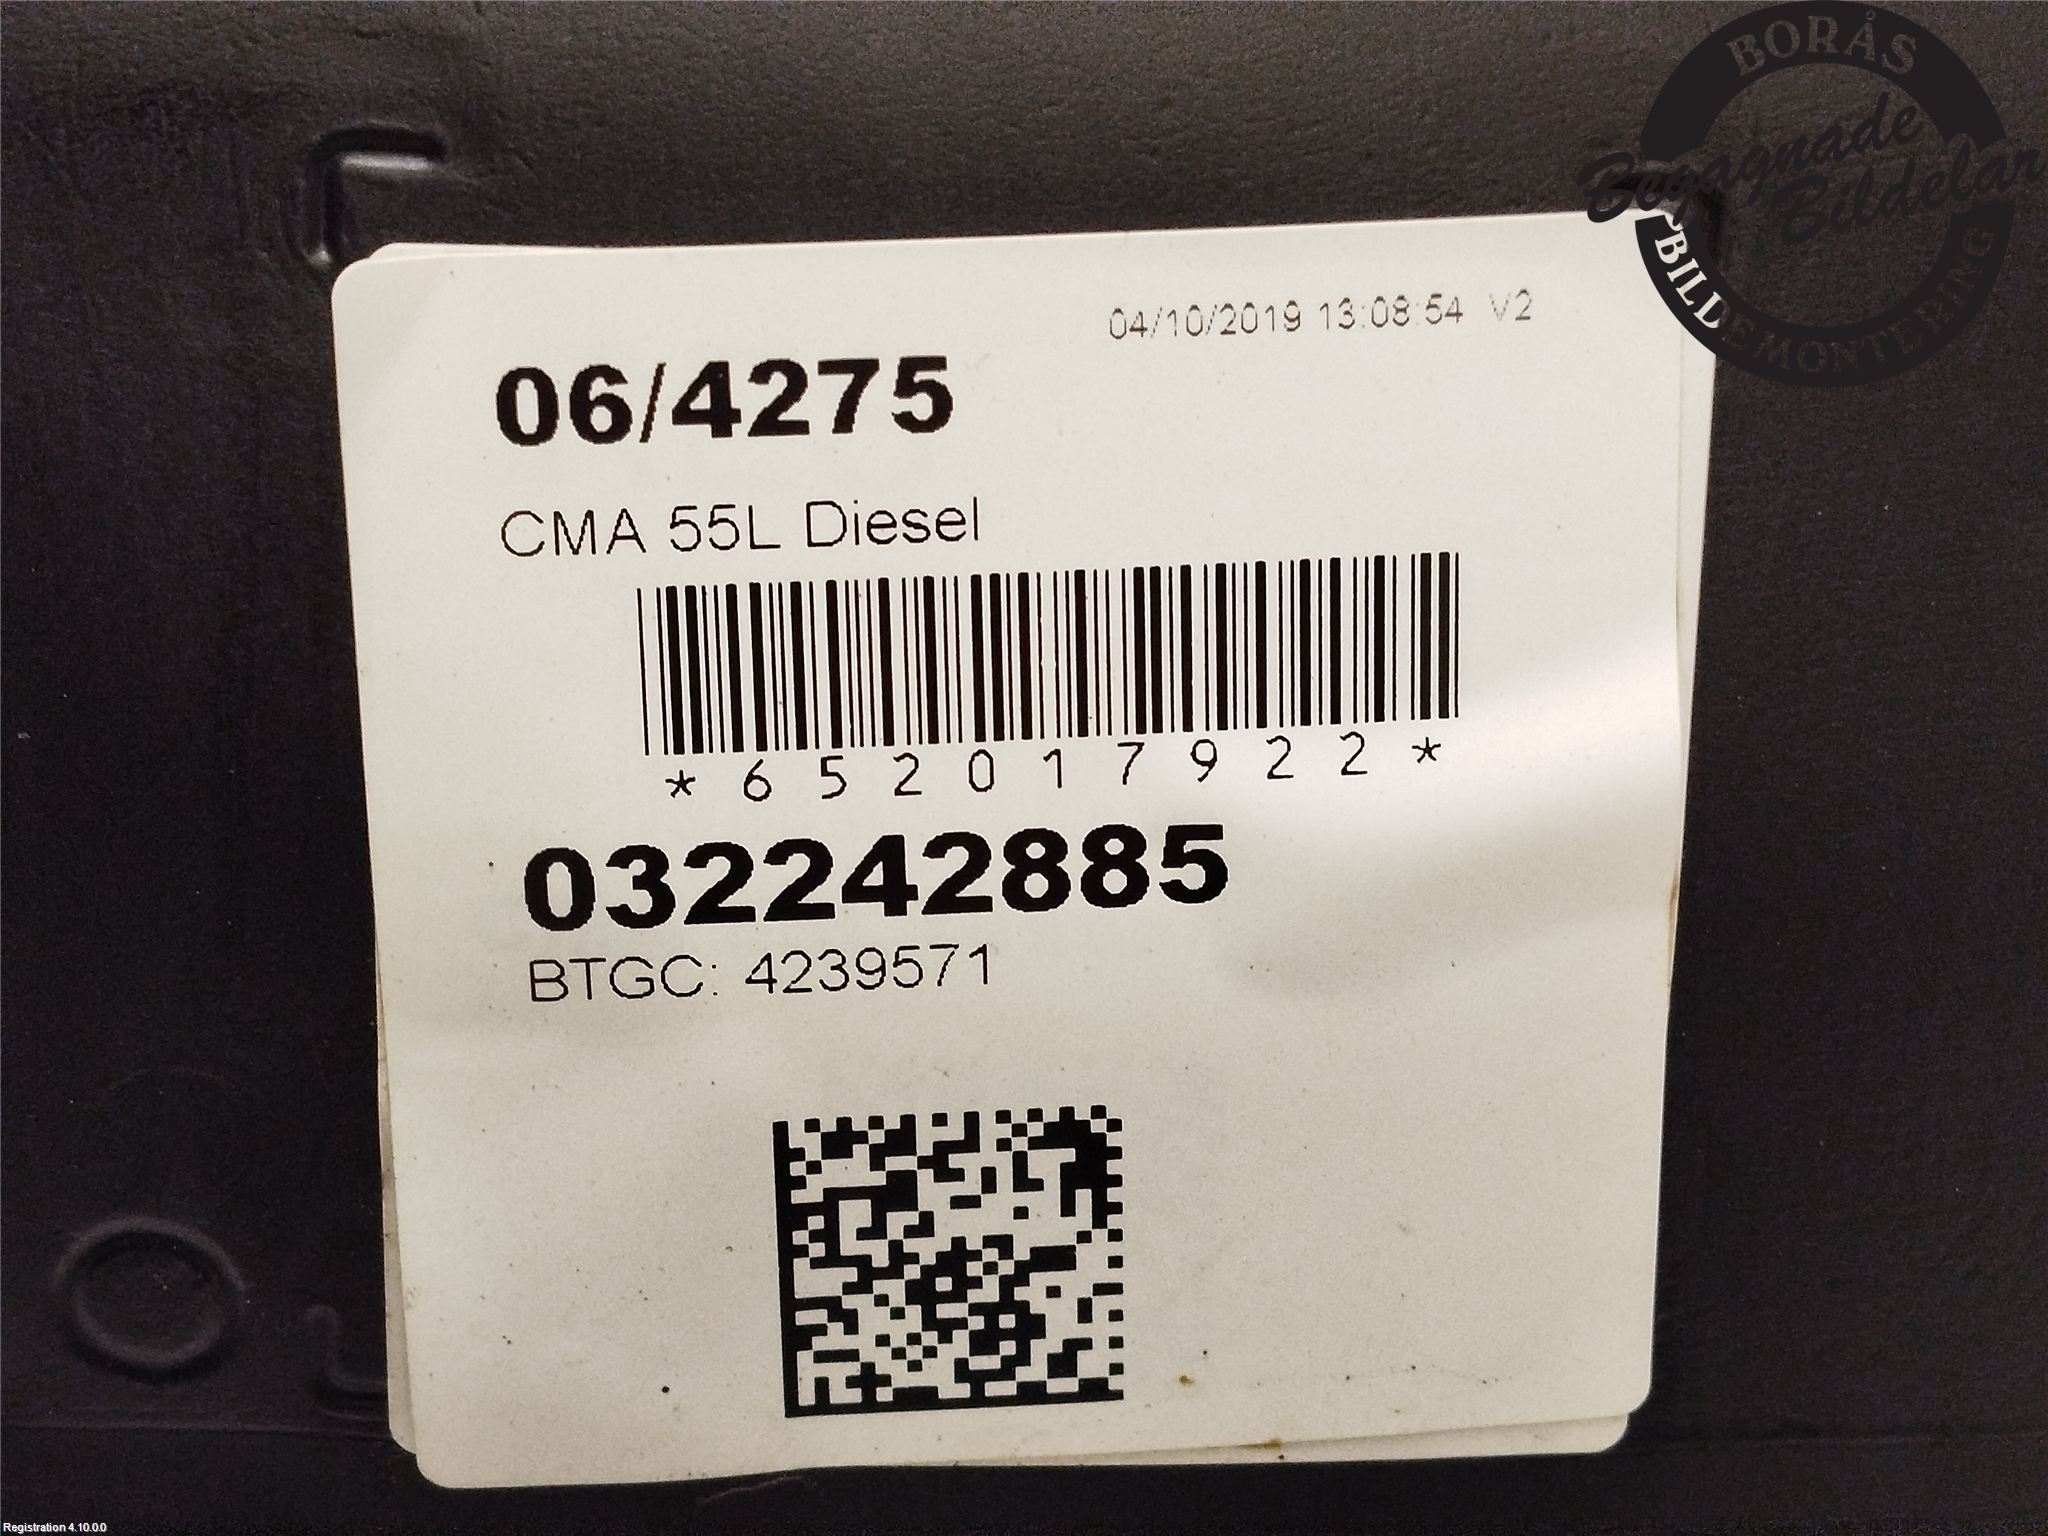 BORÅS
Begagnade
Bildelar
BILDEMONTERING
04/10/2019 13:08:54 V2
06/4275
CMA 55L Diesel
*652017922*
032242885
BTGC: 4239571
Registration 4.10.0.0